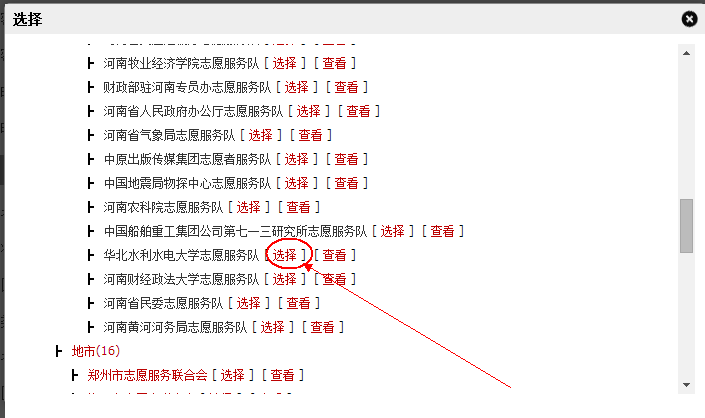 选择
河南牧业经济学院志愿服务队 [ 选择 ] [ 查看 ]
财政部驻河南专员办志愿服务队 [ 选择 ] [ 查看 ]
河南省人民政府办公厅志愿服务队 [ 选择 ] [ 查看 ]
河南省气象局志愿服务队 [ 选择 ] [ 查看 ]
中原出版传媒集团志愿者服务队 [ 选择 ] [ 查看 ]
中国地震局物探中心志愿服务队 [ 选择 ] [ 查看 ]
河南农科院志愿服务队 [ 选择 ] [ 查看 ]
中国船舶重工集团公司第七一三研究所志愿服务队 [ 选择 ] [ 查看 ]
华北水利水电大学志愿服务队 [ 选择 ] [ 查看 ]
河南财经政法大学志愿服务队 [ 选择 ] [ 查看 ]
河南省民委志愿服务队 [ 选择 ] [ 查看 ]
河南黄河河务局志愿服务队 [ 选择 ] [ 查看 ]
地市(16)
郑州市志愿服务联合会 [ 选择 ] [ 查看 ]